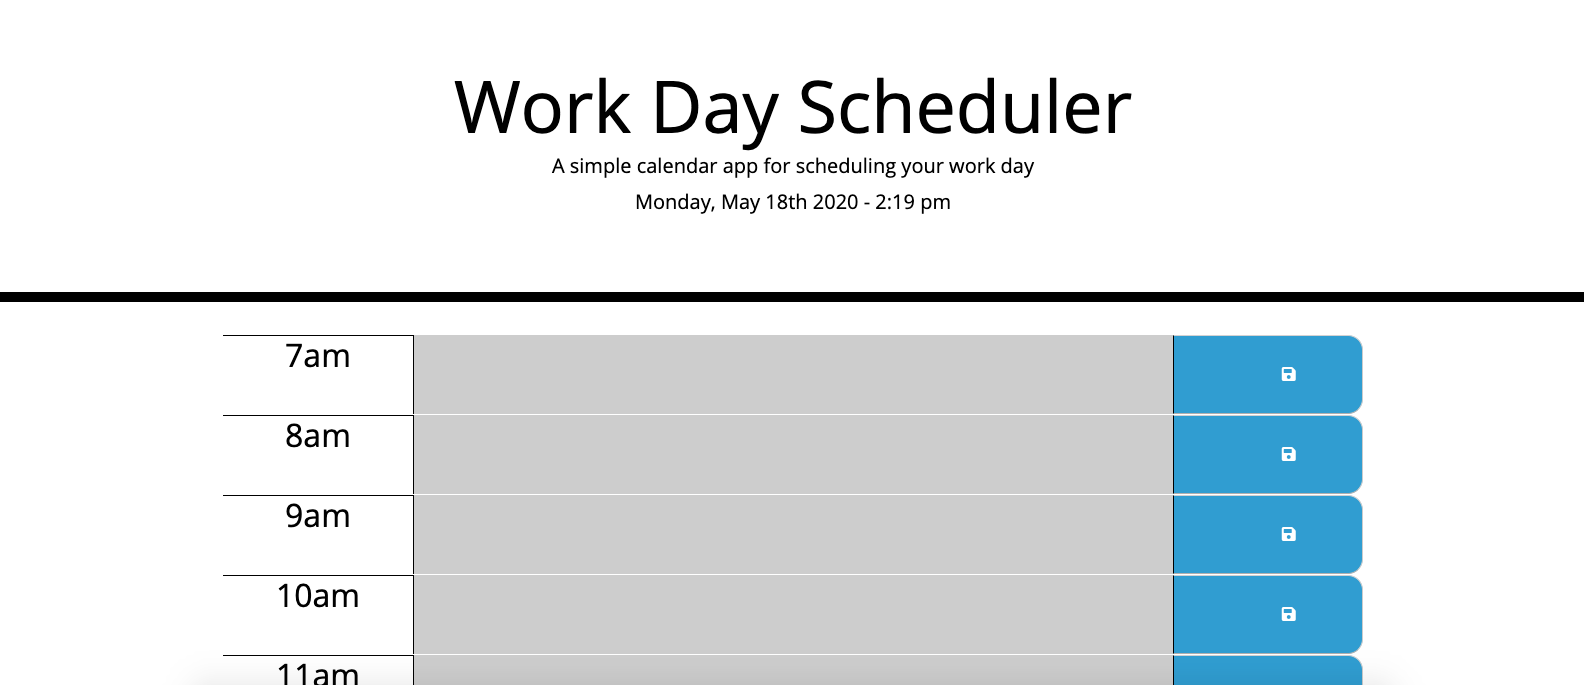 Work Day Scheduler
A simple calendar app for scheduling your work day
Monday, May 18th 2020 - 2:19 pm
7am
8am
9am
10am
11am